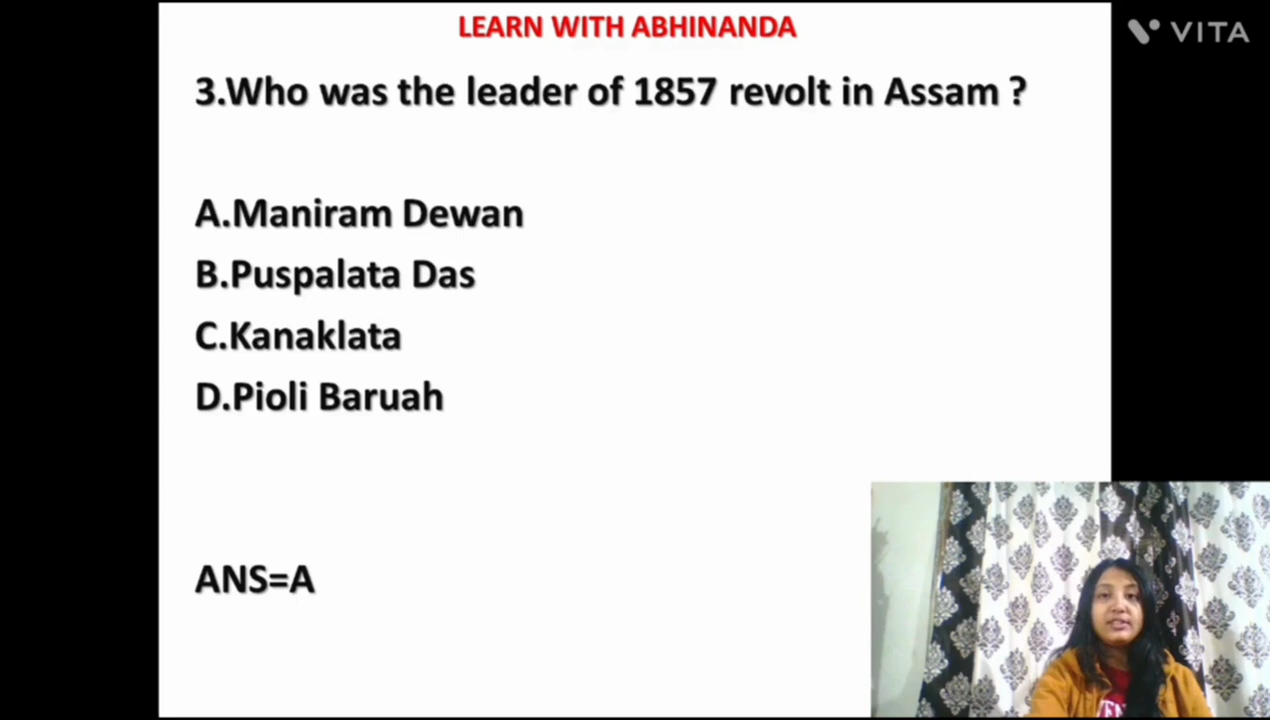 LEARN WITH ABHINANDA
VITA
3.Who was the leader of 1857 revolt in Assam ?
A.Maniram Dewan
B.Puspalata Das
C.Kanaklata
D.Pioli Baruah
ANS=A